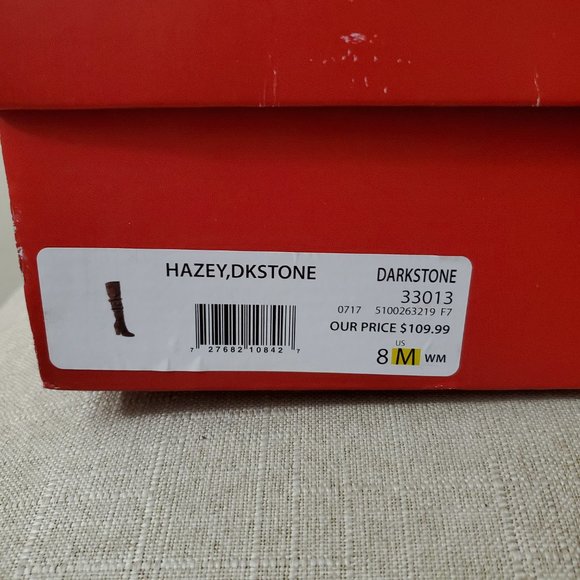 HAZEY,DKSTONE
DARKSTONE
33013
0717 5100263219 F7
OUR PRICE $109.99
US
8 M WM
7 27682 10842 7